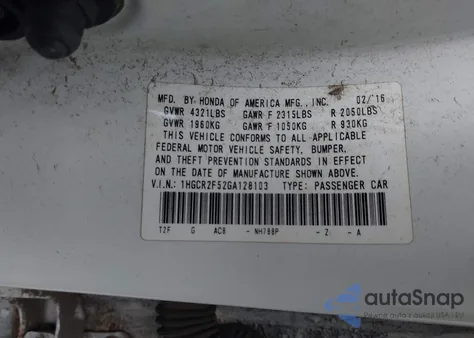 MFD. BY HONDA OF AMERICA MFG., INC. 02/'16
GVWR 4321LBS GAWR F 2315LBS R 2050LBS
GVWR 1960KG GAWR F 1050KG R 930KG
THIS VEHICLE CONFORMS TO ALL APPLICABLE
FEDERAL MOTOR VEHICLE SAFETY, BUMPER,
AND THEFT PREVENTION STANDARDS IN EFFECT
ON THE DATE OF MANUFACTURE SHOWN ABOVE.
V.I.N.: 1HGCR2F52GA128103 TYPE: PASSENGER CAR
T2F G AC8 - NH788P - 2 - A
autoSnap